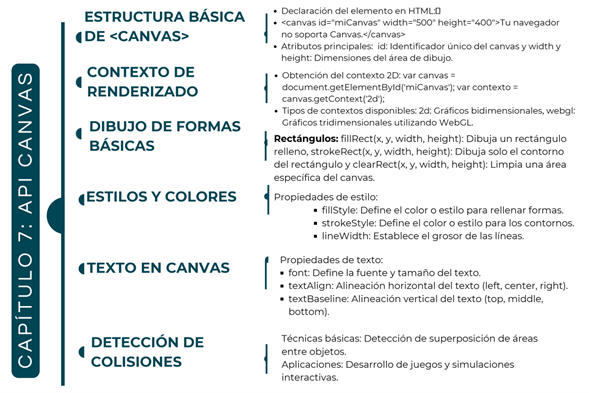 CAPÍTULO 7: API CANVAS
ESTRUCTURA BÁSICA
DE <CANVAS>
• Declaración del elemento en HTML:
• <canvas id="miCanvas" width="500" height="400">Tu navegador
no soporta Canvas.</canvas>
• Atributos principales:  id: Identificador único del canvas y width y
height: Dimensiones del área de dibujo.
CONTEXTO DE
RENDERIZADO
• Obtención del contexto 2D: var canvas =
document.getElementById('miCanvas'); var contexto =
canvas.getContext('2d');
• Tipos de contextos disponibles: 2d: Gráficos bidimensionales, webgl:
Gráficos tridimensionales utilizando WebGL.
DIBUJO DE FORMAS
BÁSICAS
Rectángulos: fillRect(x, y, width, height): Dibuja un rectángulo
relleno, strokeRect(x, y, width, height): Dibuja solo el contorno
del rectángulo y clearRect(x, y, width, height): Limpia una área
específica del canvas.
ESTILOS Y COLORES
Propiedades de estilo:
▪ fillStyle: Define el color o estilo para rellenar formas.
▪ strokeStyle: Define el color o estilo para los contornos.
▪ lineWidth: Establece el grosor de las líneas.
TEXTO EN CANVAS
Propiedades de texto:
▪ font: Define la fuente y tamaño del texto.
▪ textAlign: Alineación horizontal del texto (left, center, right).
▪ textBaseline: Alineación vertical del texto (top, middle,
bottom).
DETECCIÓN DE
COLISIONES
Técnicas básicas: Detección de superposición de áreas
entre objetos.
Aplicaciones: Desarrollo de juegos y simulaciones
interactivas.